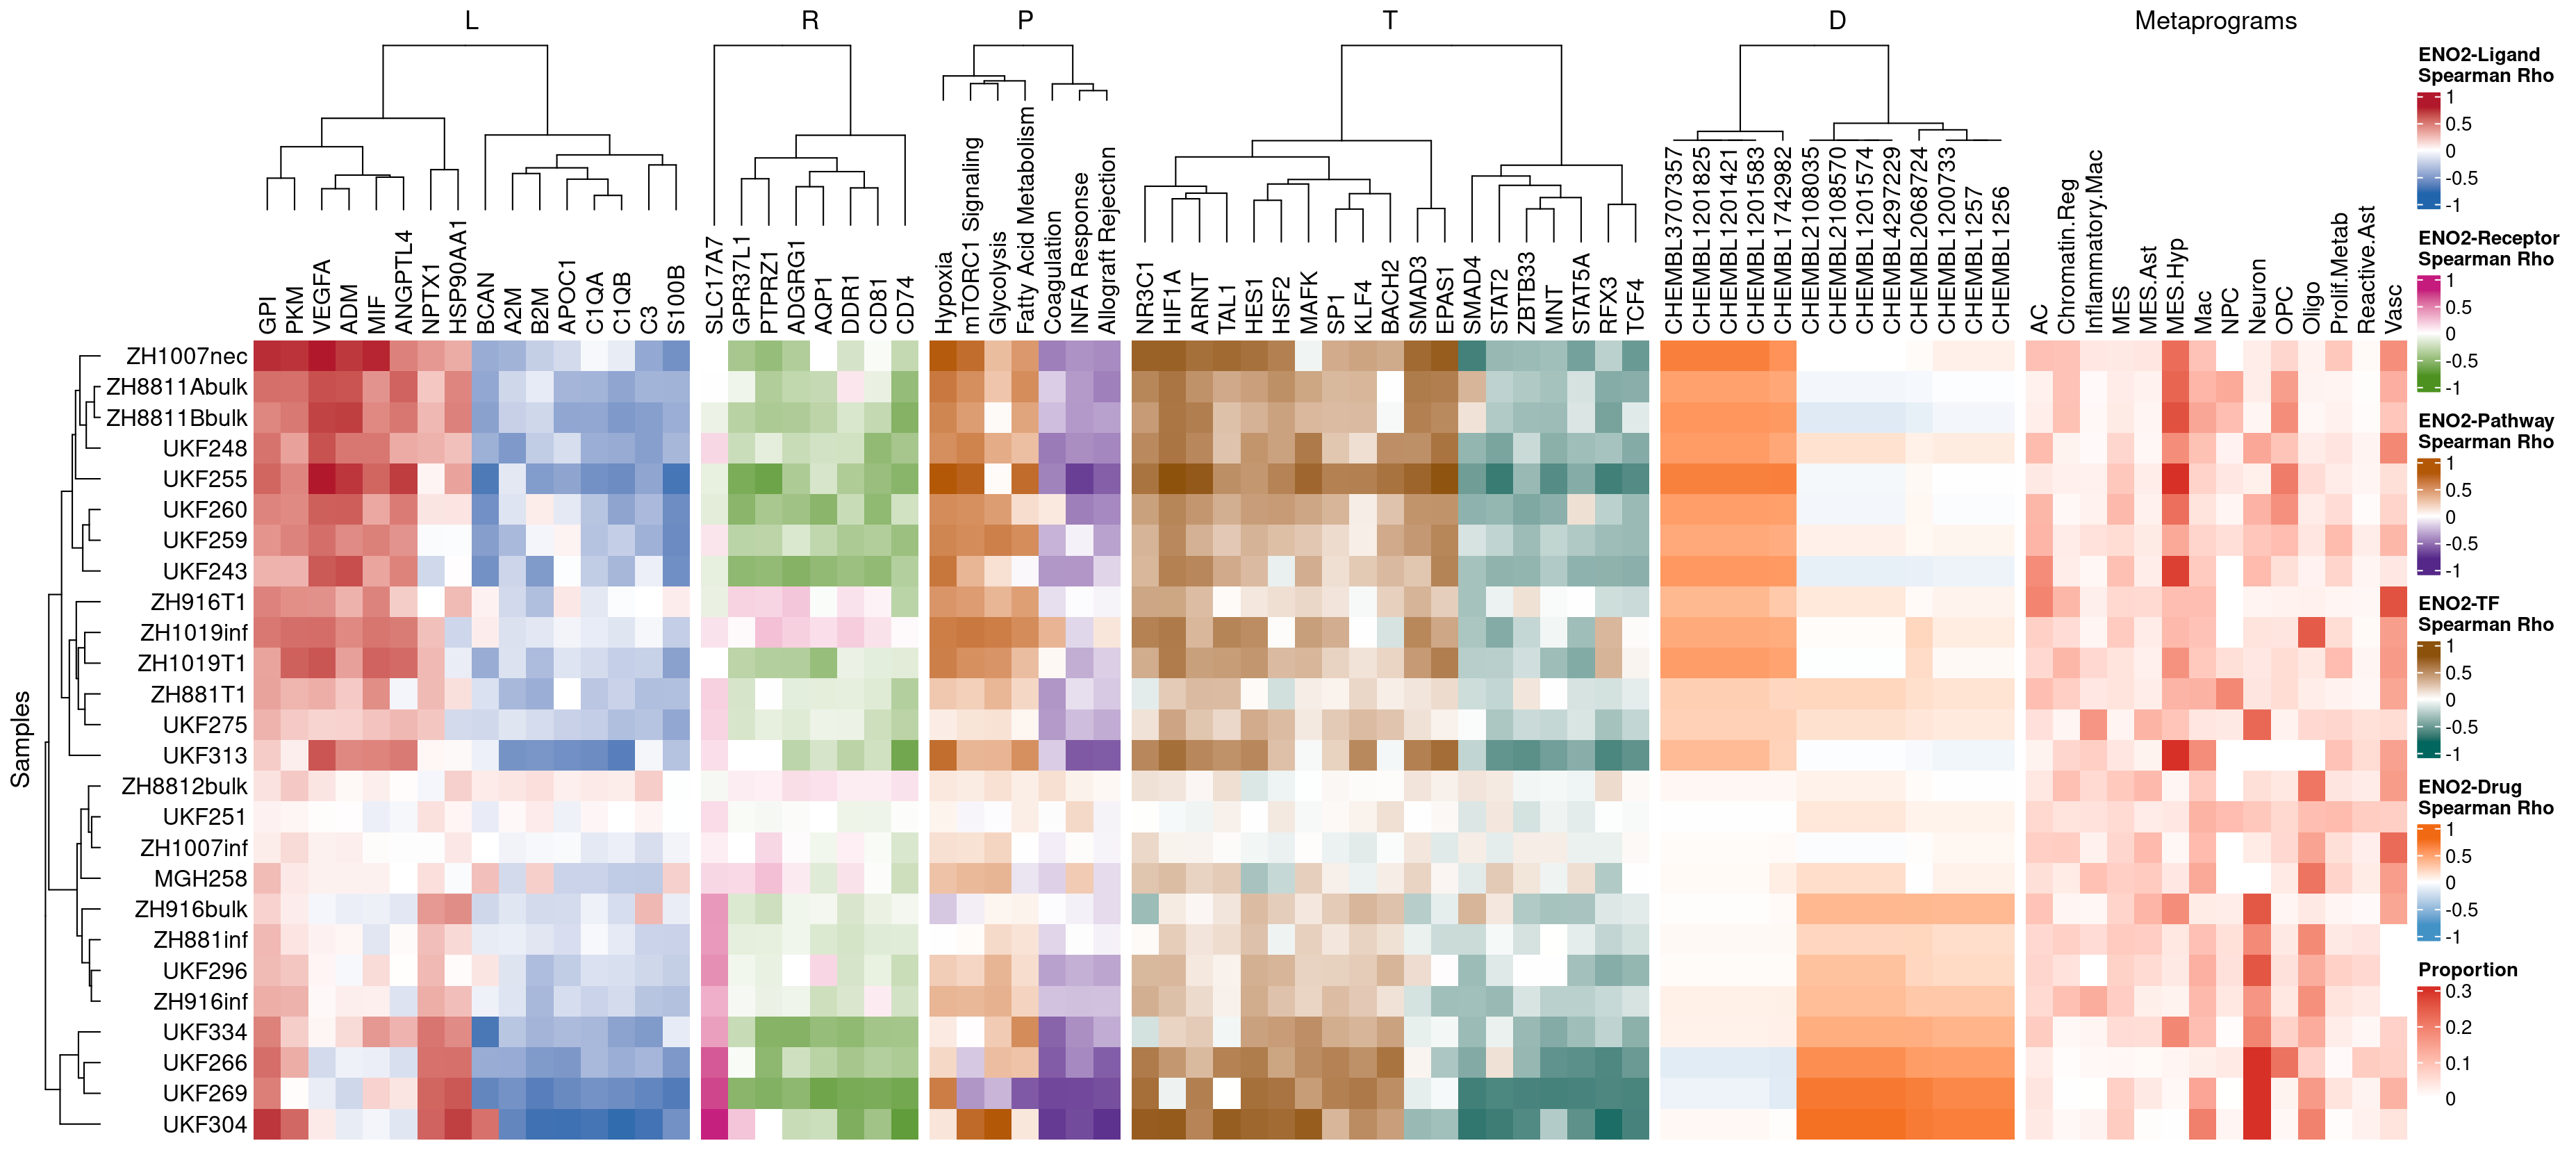 L R P T D Metaprograms
GPI
PKM
VEGFA
ADM
MIF
ANGPTL4
NPTX1
HSP90AA1
BCAN
A2M
B2M
APOC1
C1QA
C1QB
C3
S100B
SLC17A7
GPR37L1
PTPRZ1
ADGRG1
AQP1
DDR1
CD81
CD74
Hypoxia
mTORC1 Signaling
Glycolysis
Fatty Acid Metabolism
Coagulation
INFA Response
Allograft Rejection
NR3C1
HIF1A
ARNT
TAL1
HES1
HSF2
MAFK
SP1
KLF4
BACH2
SMAD3
EPAS1
SMAD4
STAT2
ZBTB33
MNT
STAT5A
RFX3
TCF4
CHEMBL3707357
CHEMBL1201825
CHEMBL1201421
CHEMBL1201583
CHEMBL1742982
CHEMBL2108035
CHEMBL2108570
CHEMBL1201574
CHEMBL4297229
CHEMBL2068724
CHEMBL1200733
CHEMBL1257
CHEMBL1256
AC
Chromatin.Reg
Inflammatory.Mac
MES
MES.Ast
MES.Hyp
Mac
NPC
Neuron
OPC
Oligo
Prolif.Metab
Reactive.Ast
Vasc
Samples
ZH1007nec
ZH8811Abulk
ZH8811Bbulk
UKF248
UKF255
UKF260
UKF259
UKF243
ZH916T1
ZH1019inf
ZH1019T1
ZH881T1
UKF275
UKF313
ZH8812bulk
UKF251
ZH1007inf
MGH258
ZH916bulk
ZH881inf
UKF296
ZH916inf
UKF334
UKF266
UKF269
UKF304
ENO2-Ligand
Spearman Rho
1
0.5
0
-0.5
-1
ENO2-Receptor
Spearman Rho
1
0.5
0
-0.5
-1
ENO2-Pathway
Spearman Rho
1
0.5
0
-0.5
-1
ENO2-TF
Spearman Rho
1
0.5
0
-0.5
-1
ENO2-Drug
Spearman Rho
1
0.5
0
-0.5
-1
Proportion
0.3
0.2
0.1
0